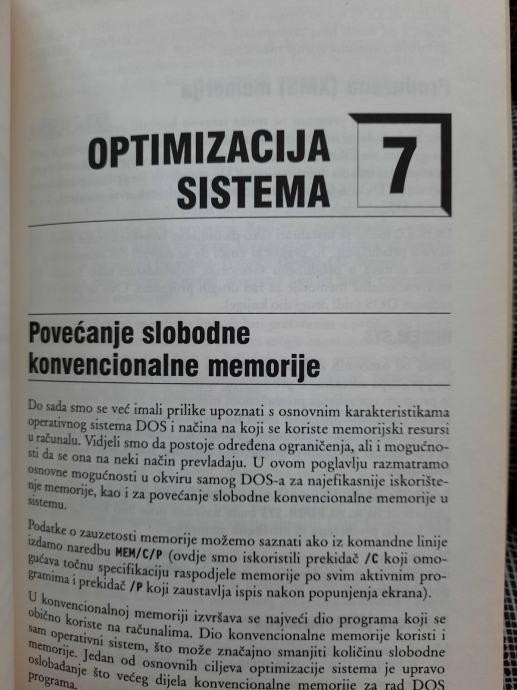 OPTIMIZACIJA
SISTEMA
7
Povećanje slobodne
konvencionalne memorije
Do sada smo se već imali prilike upoznati s osnovnim karakteristikama
operativnog sistema DOS i načina na koji se koriste memorijski resursi
u računalu. Vidjeli smo da postoje određena ograničenja, ali i mogućno-
sti da se ona na neki način prevladaju. U ovom poglavlju razmatramo
osnovne mogućnosti u okviru samog DOS-a za najefikasnije iskorište-
nje memorije, kao i za povećanje slobodne konvencionalne memorije u
sistemu.
Podatke o zauzetosti memorije možemo saznati ako iz komandne linije
izdamo naredbu MEM/C/P (ovdje smo iskoristili prekidač /C koji omo-
gućava točnu specifikaciju raspodjele memorije po svim aktivnim pro-
gramima i prekidač /P koji zaustavlja ispis nakon popunjenja ekrana).
U konvencionalnoj memoriji izvršava se najveći dio programa koji se
obično koriste na računalima. Dio konvencionalne memorije koristi i
sam operativni sistem, što može značajno smanjiti količinu slobodne
memorije. Jedan od osnovnih ciljeva optimizacije sistema je upravo
oslobađanje što većeg dijela konvencionalne memorije za rad DOS
programa.